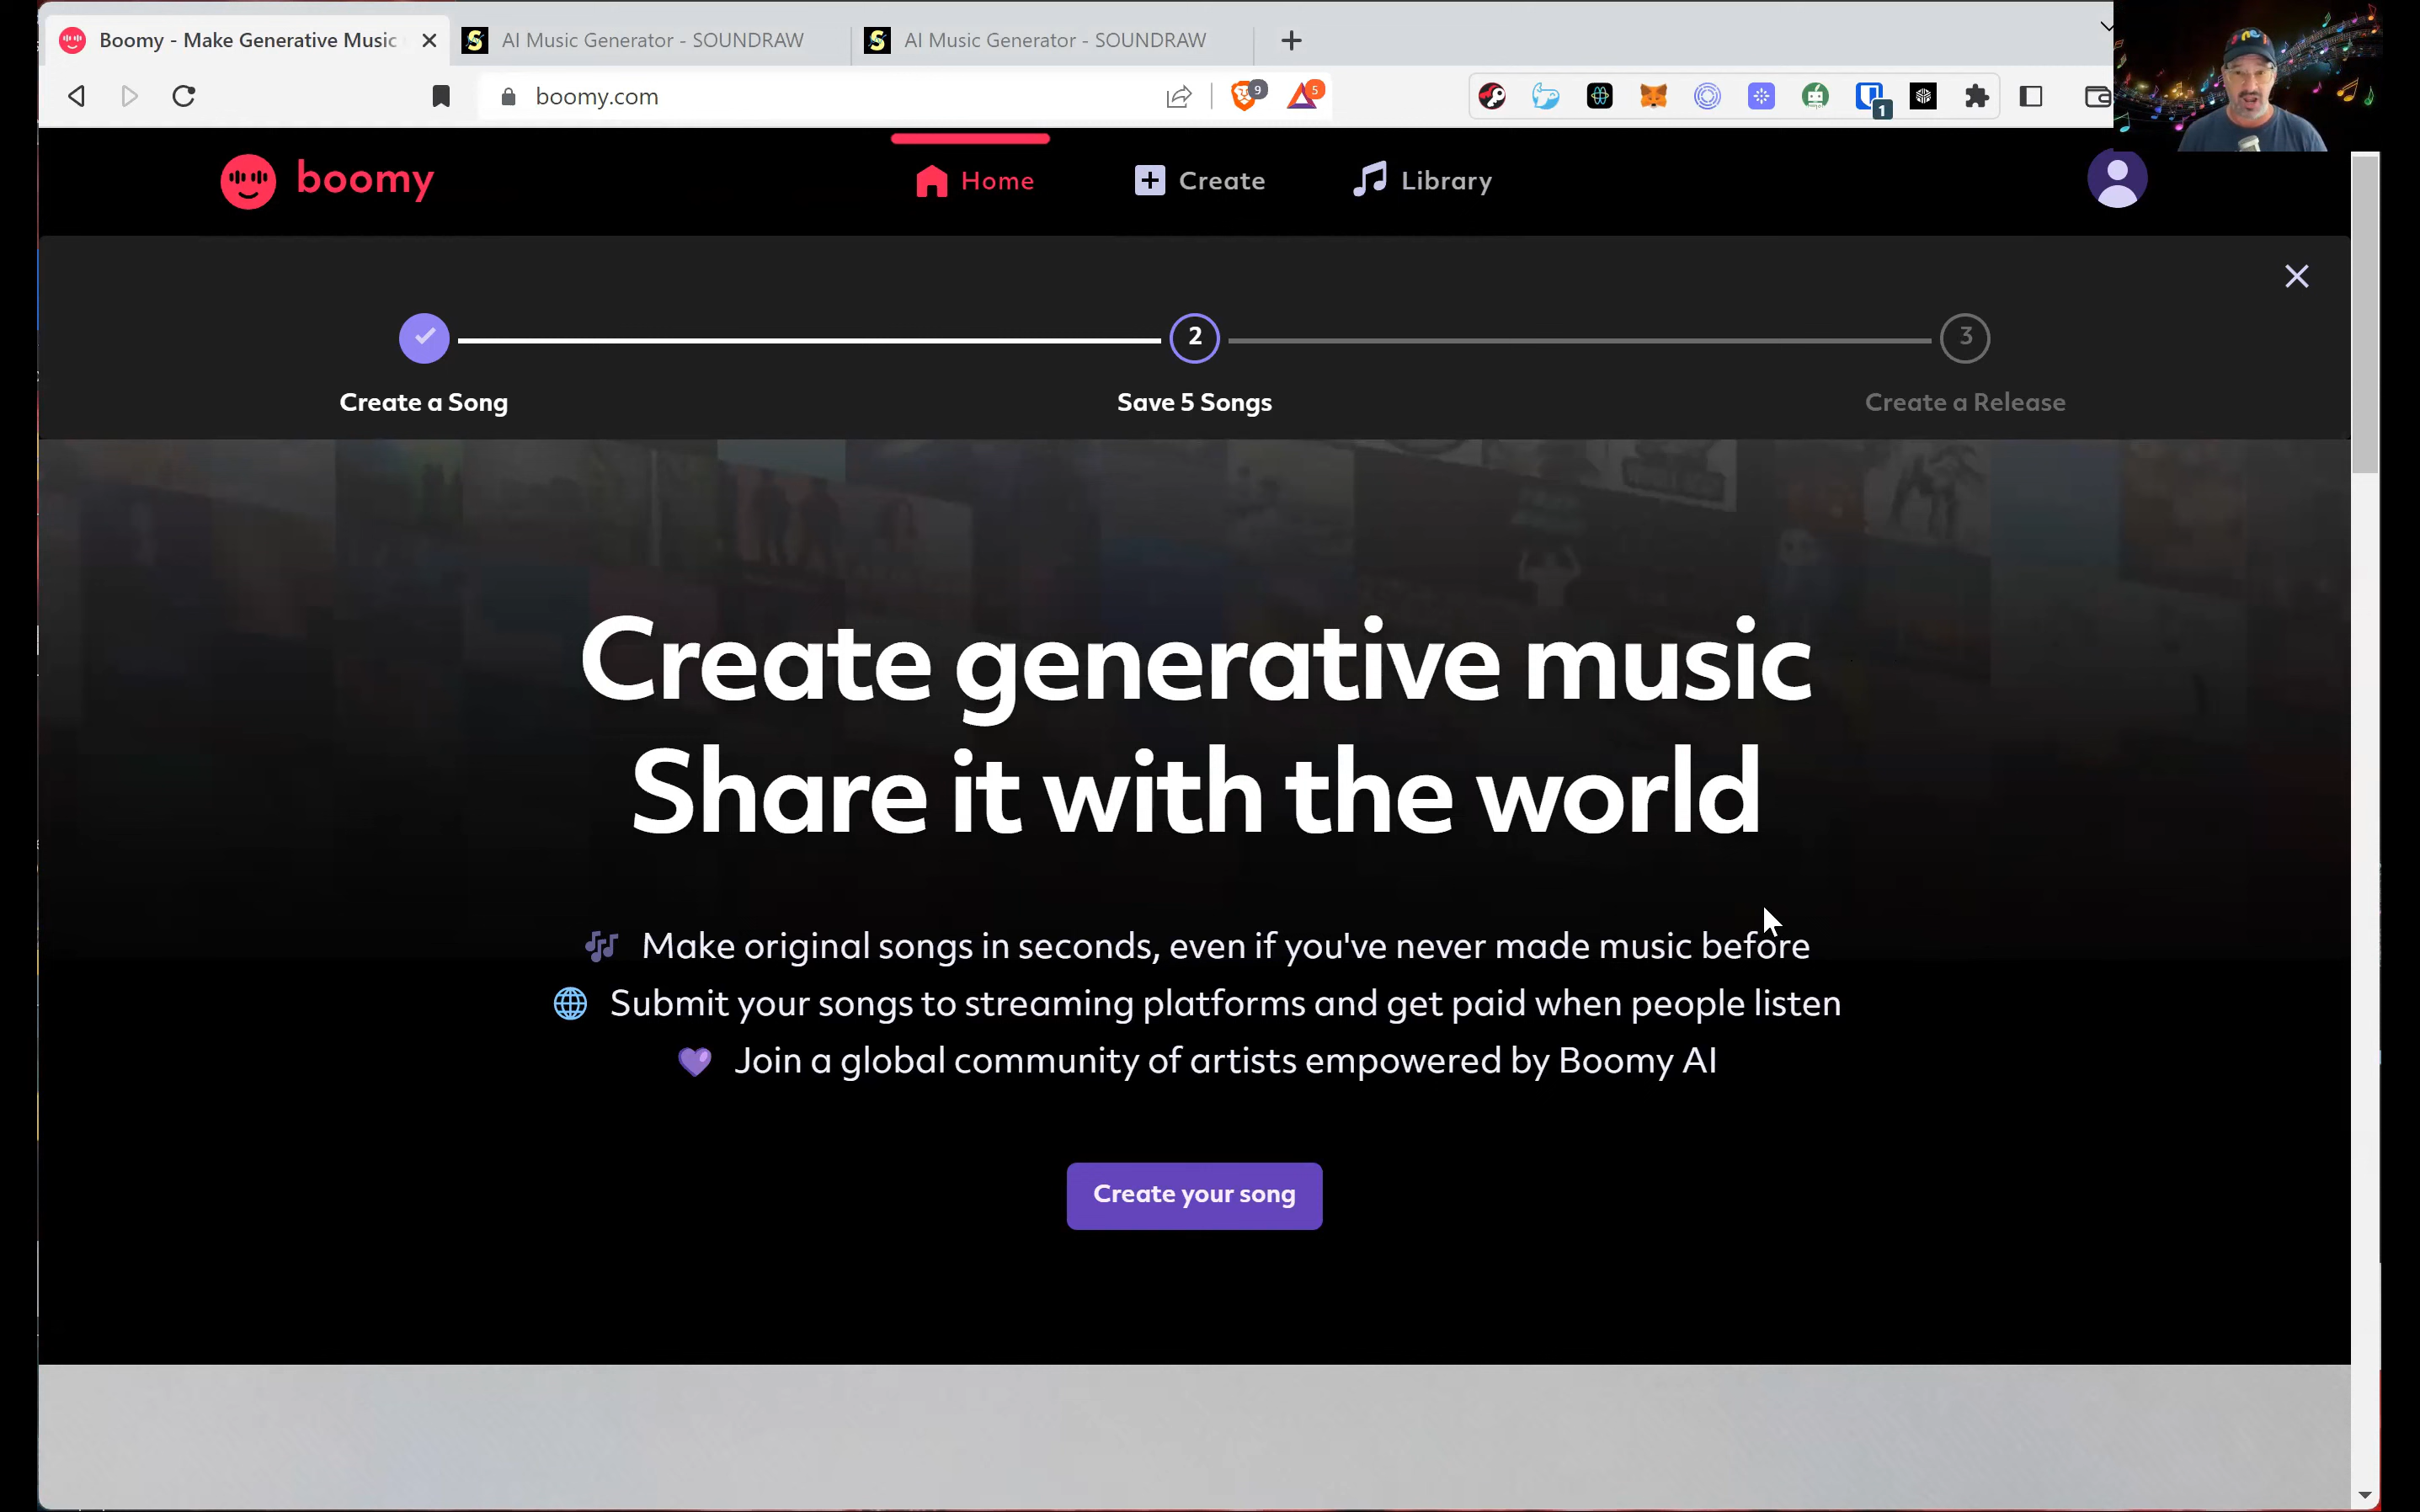 Boomy - Make Generative Music
AI Music Generator - SOUNDRAW
AI Music Generator - SOUNDRAW
boomy.com
9
5
1
boomy
Home
Create
Library
2
3
Create a Song
Save 5 Songs
Create a Release
Create generative music
Share it with the world
Make original songs in seconds, even if you've never made music before
Submit your songs to streaming platforms and get paid when people listen
Join a global community of artists empowered by Boomy AI
Create your song